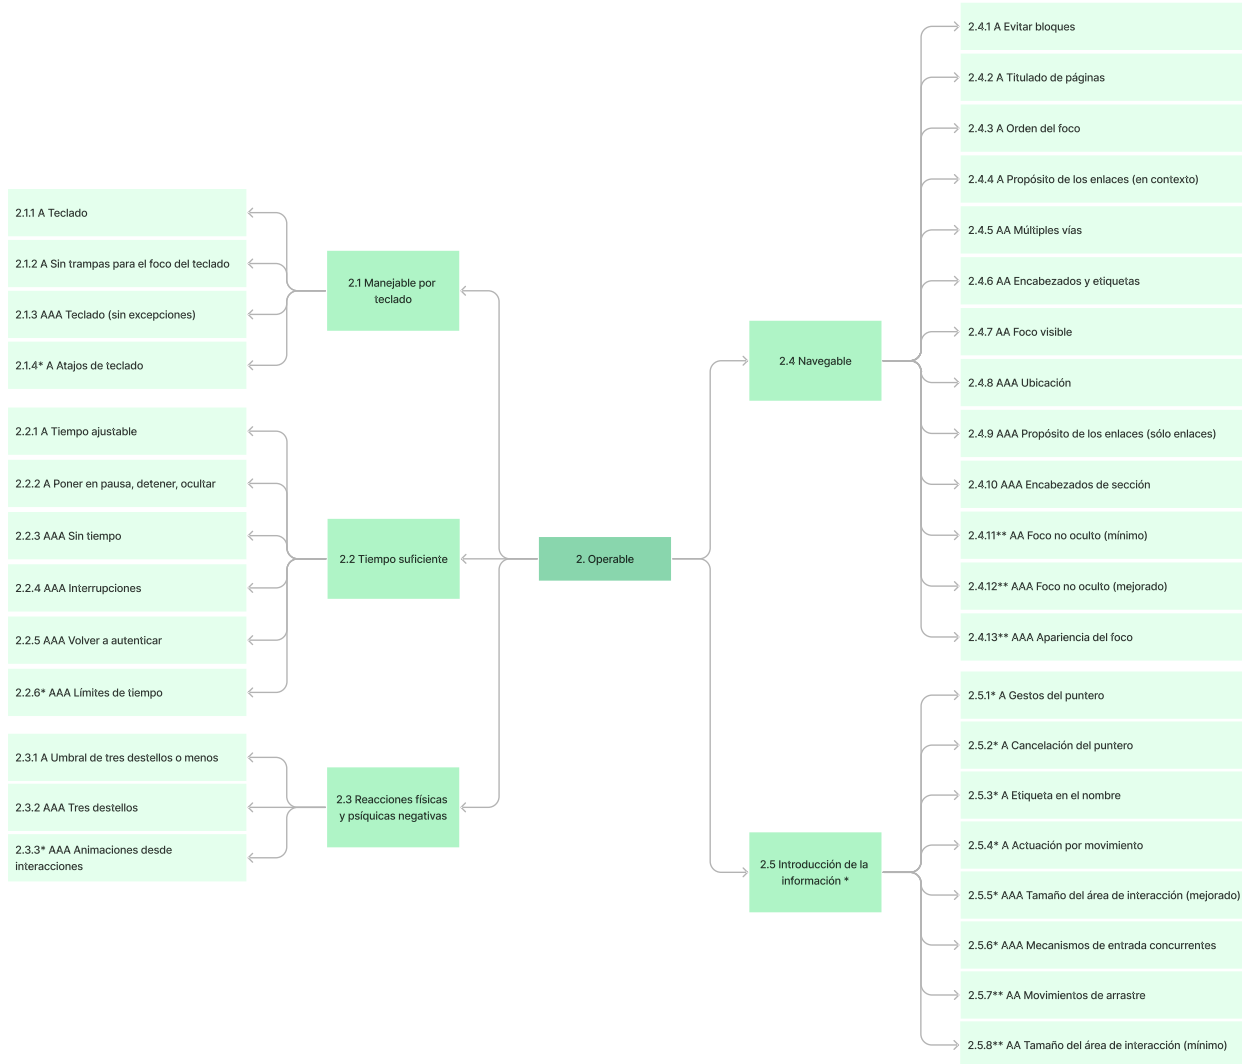 2. Operable
2.1 Manejable por
teclado
2.1.1 A Teclado
2.1.2 A Sin trampas para el foco del teclado
2.1.3 AAA Teclado (sin excepciones)
2.1.4* A Atajos de teclado
2.2 Tiempo suficiente
2.2.1 A Tiempo ajustable
2.2.2 A Poner en pausa, detener, ocultar
2.2.3 AAA Sin tiempo
2.2.4 AAA Interrupciones
2.2.5 AAA Volver a autenticar
2.2.6* AAA Límites de tiempo
2.3 Reacciones físicas
y psíquicas negativas
2.3.1 A Umbral de tres destellos o menos
2.3.2 AAA Tres destellos
2.3.3* AAA Animaciones desde
interacciones
2.4 Navegable
2.4.1 A Evitar bloques
2.4.2 A Titulado de páginas
2.4.3 A Orden del foco
2.4.4 A Propósito de los enlaces (en contexto)
2.4.5 AA Múltiples vías
2.4.6 AA Encabezados y etiquetas
2.4.7 AA Foco visible
2.4.8 AAA Ubicación
2.4.9 AAA Propósito de los enlaces (sólo enlaces)
2.4.10 AAA Encabezados de sección
2.4.11** AA Foco no oculto (mínimo)
2.4.12** AAA Foco no oculto (mejorado)
2.4.13** AAA Apariencia del foco
2.5 Introducción de la
información *
2.5.1* A Gestos del puntero
2.5.2* A Cancelación del puntero
2.5.3* A Etiqueta en el nombre
2.5.4* A Actuación por movimiento
2.5.5* AAA Tamaño del área de interacción (mejorado)
2.5.6* AAA Mecanismos de entrada concurrentes
2.5.7** AA Movimientos de arrastre
2.5.8** AA Tamaño del área de interacción (mínimo)